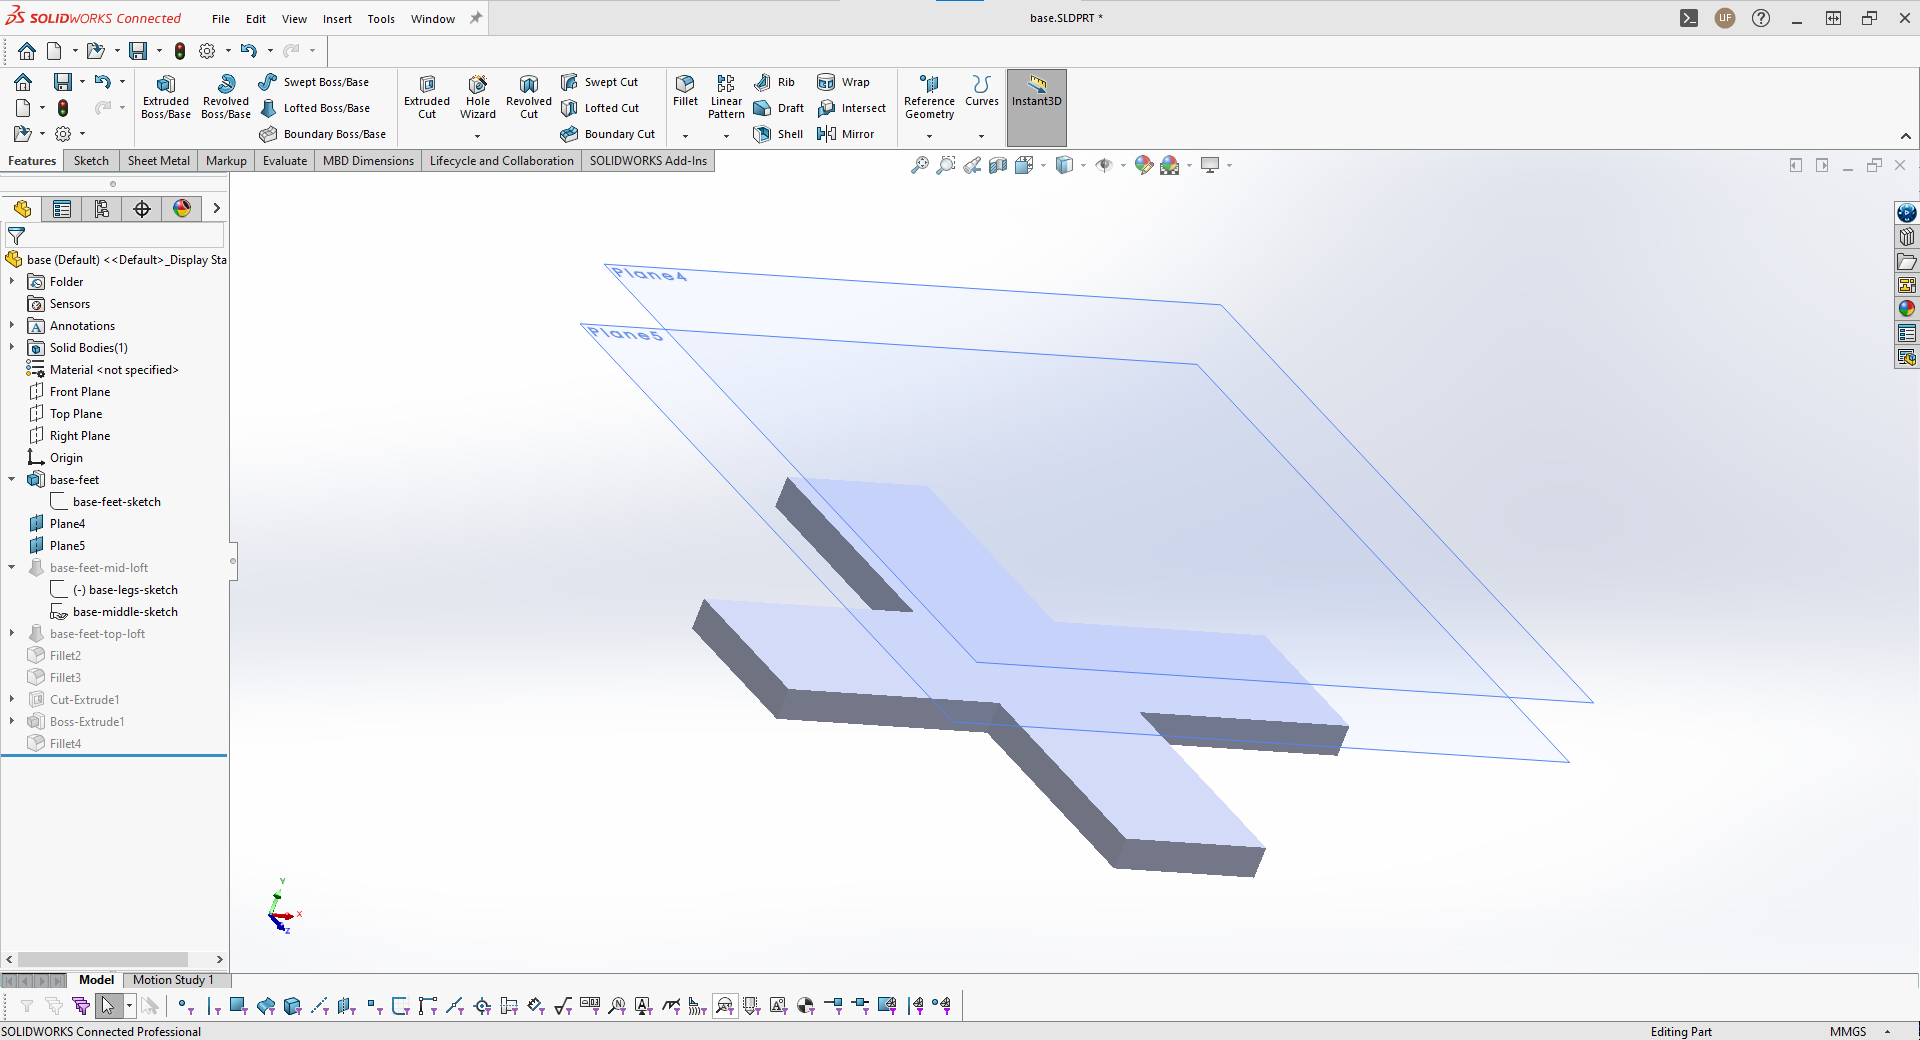 SOLIDWORKS Connected
File Edit View Insert Tools Window
base.SLDPRT *
UF
Extruded Boss/Base
Revolved Boss/Base
Swept Boss/Base
Lofted Boss/Base
Boundary Boss/Base
Extruded Cut
Hole Wizard
Revolved Cut
Swept Cut
Lofted Cut
Boundary Cut
Fillet
Linear Pattern
Rib
Draft
Shell
Wrap
Intersect
Mirror
Reference Geometry
Curves
Instant3D
Features Sketch Sheet Metal Markup Evaluate MBD Dimensions Lifecycle and Collaboration SOLIDWORKS Add-Ins
base (Default) <<Default>_Display Sta
Folder
Sensors
Annotations
Solid Bodies(1)
Material <not specified>
Front Plane
Top Plane
Right Plane
Origin
base-feet
base-feet-sketch
Plane4
Plane5
base-feet-mid-loft
(-) base-legs-sketch
base-middle-sketch
base-feet-top-loft
Fillet2
Fillet3
Cut-Extrude1
Boss-Extrude1
Fillet4
Plane4
Plane5
Y
X
Z
Model Motion Study 1
SOLIDWORKS Connected Professional
Editing Part
MMGS